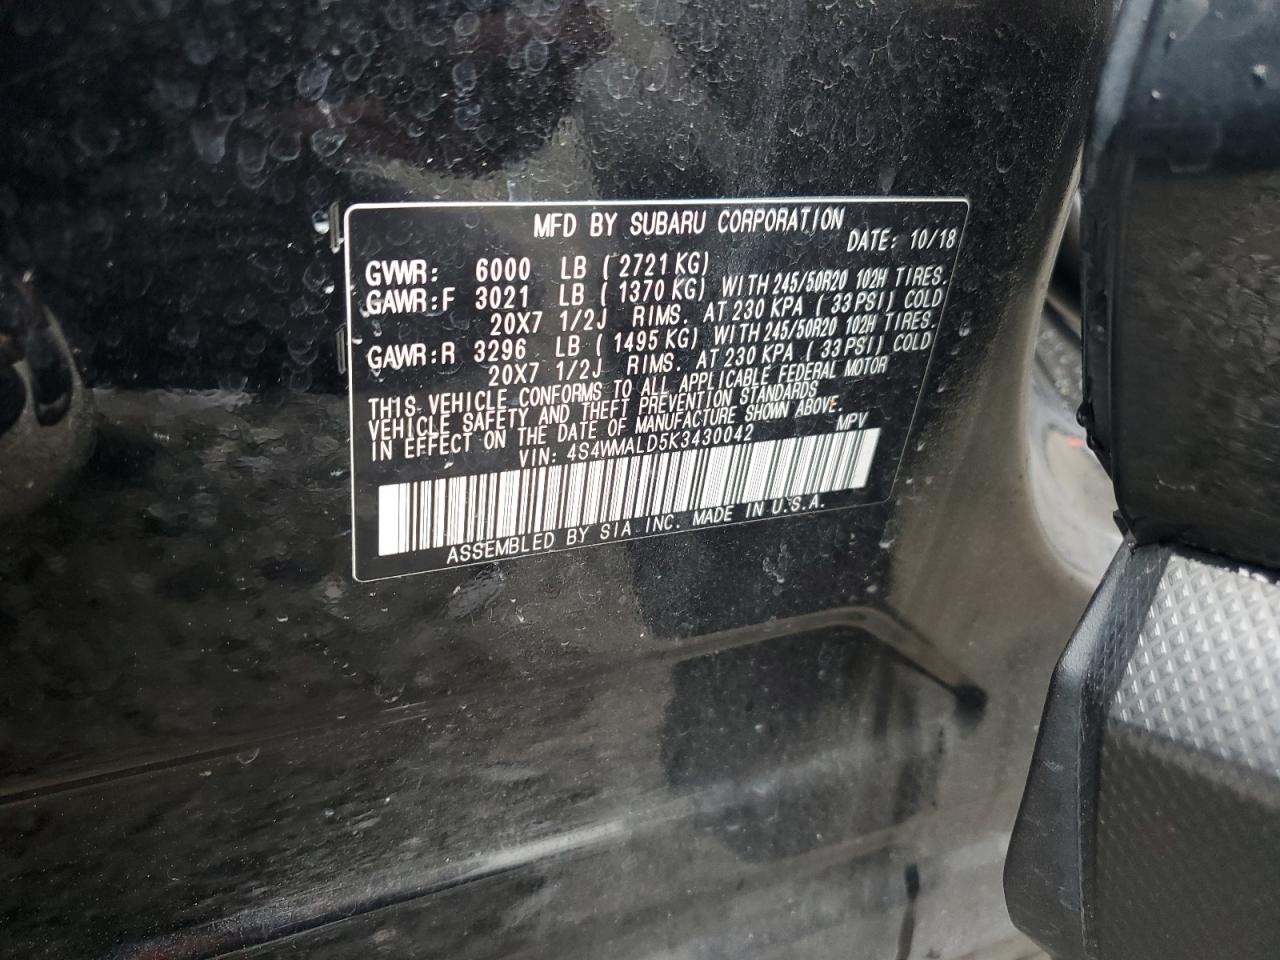 MFD BY SUBARU CORPORATION
DATE: 10/18
GVWR: 6000 LB ( 2721 KG)
GAWR:F 3021 LB ( 1370 KG) WITH 245/50R20 102H TIRES.
20X7 1/2J RIMS. AT 230 KPA ( 33 PSI) COLD
GAWR:R 3296 LB ( 1495 KG) WITH 245/50R20 102H TIRES.
20X7 1/2J RIMS. AT 230 KPA ( 33 PSI) COLD
THIS VEHICLE CONFORMS TO ALL APPLICABLE FEDERAL MOTOR
VEHICLE SAFETY AND THEFT PREVENTION STANDARDS
IN EFFECT ON THE DATE OF MANUFACTURE SHOWN ABOVE.
VIN: 4S4WMALD5K3430042 MPV
ASSEMBLED BY SIA INC. MADE IN U.S.A.